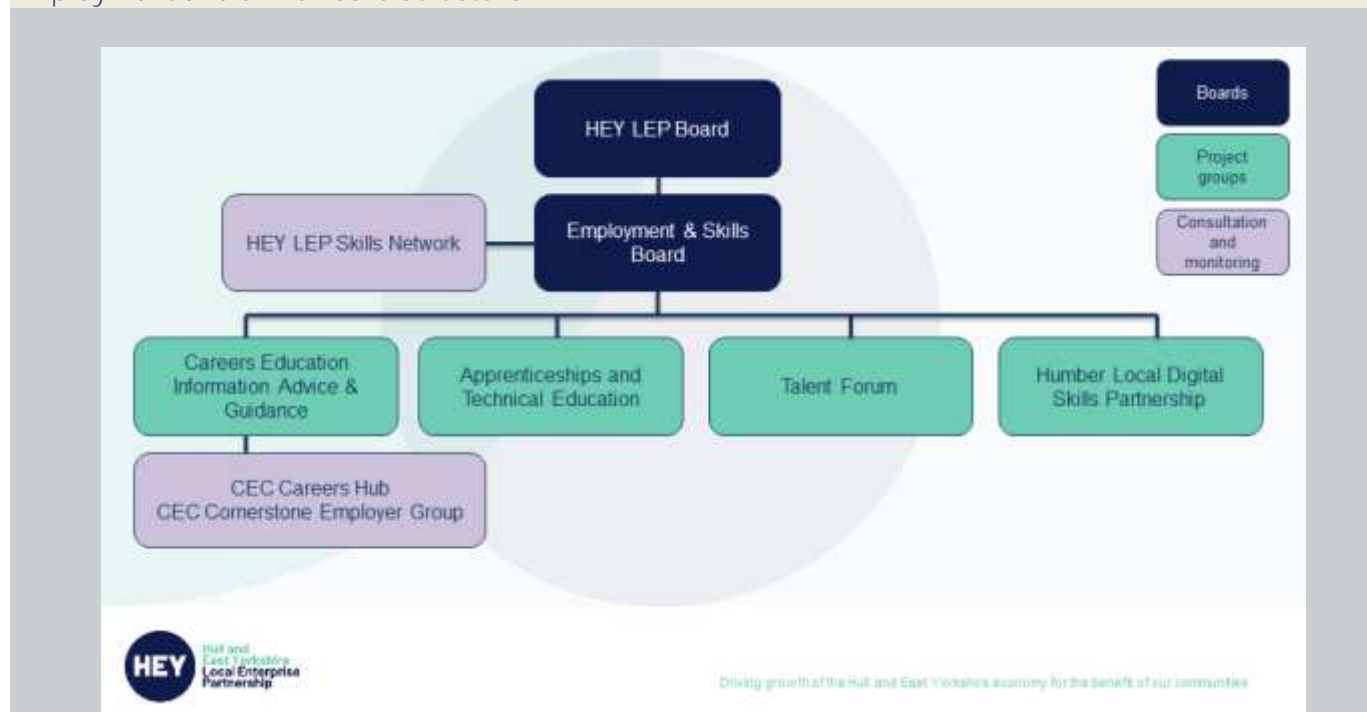 HEY LEP Board
Boards
Project
groups
Consultation
and
monitoring
HEY LEP Skills Network
Employment & Skills
Board
Careers Education
Information Advice &
Guidance
Apprenticeships and
Technical Education
Talent Forum
Humber Local Digital
Skills Partnership
CEC Careers Hub
CEC Cornerstone Employer Group
HEY
Hull and
East Yorkshire
Local Enterprise
Partnership
Driving growth of the Hull and East Yorkshire economy for the benefit of our communities